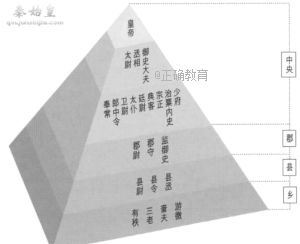 秦始皇
皇帝
太尉
丞相
御史大夫
@正确教育
奉常
郎中令
卫尉
太仆
廷尉
典客
宗正
治粟内史
少府
郡尉
郡守
监御史
县尉
县令
县丞
有秩
三老
啬夫
游徼
中央
郡
县
乡